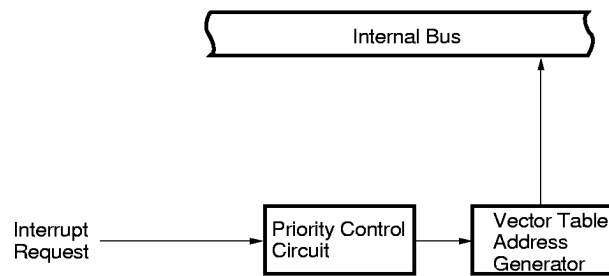 Internal Bus
Interrupt
Request
Priority Control
Circuit
Vector Table
Address
Generator